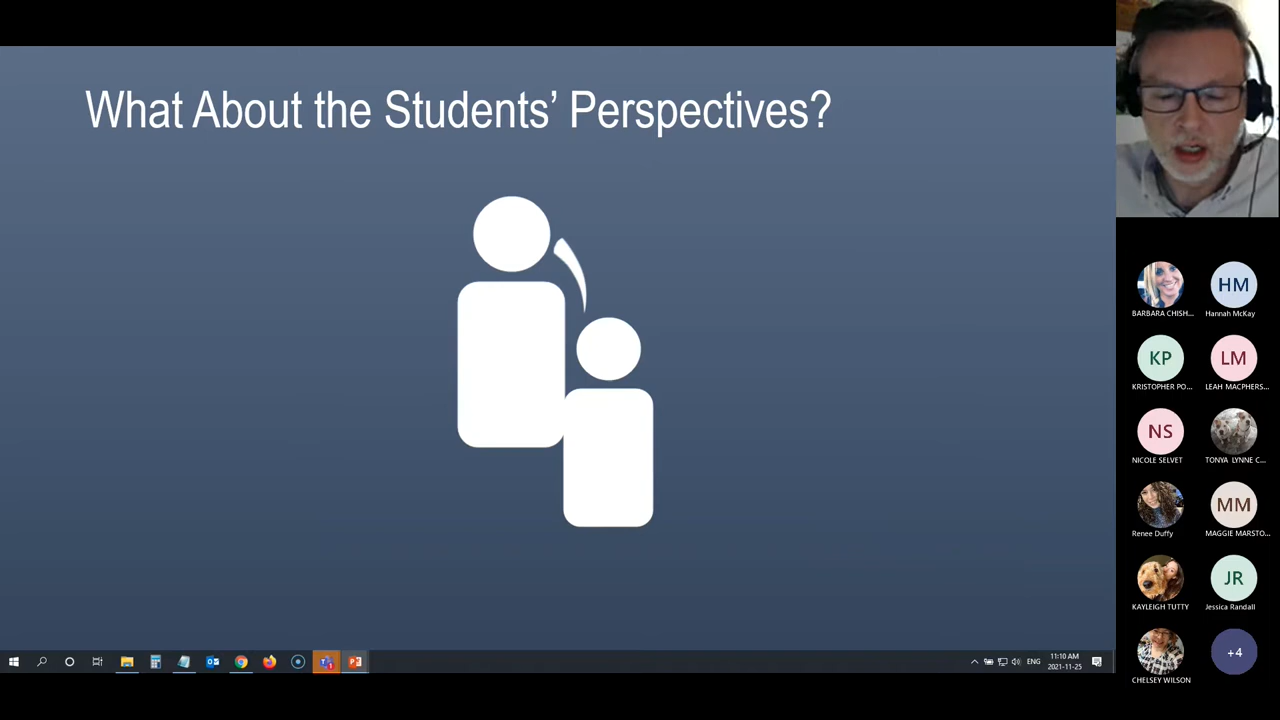 What About the Students’ Perspectives?
BARBARA CHISH...
HM
Hannah McKay
KP
KRISTOPHER PO...
LM
LEAH MACPHERS...
NS
NICOLE SELVET
TONYA LYNNE C...
Renee Duffy
MM
MAGGIE MARSTO...
KAYLEIGH TUTTY
JR
Jessica Randall
CHELSEY WILSON
+4
ENG
11:10 AM
2021-11-25